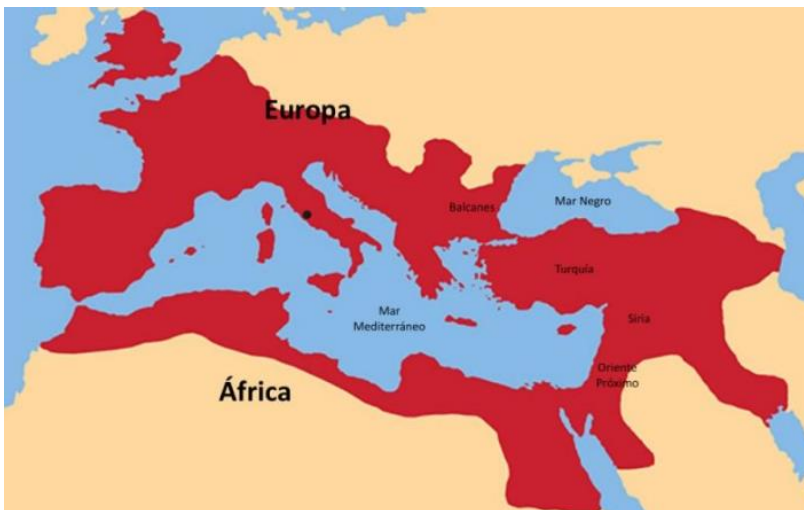 Europa
Balcanes
Mar Negro
Turquía
Siria
Mar
Mediterráneo
Oriente
Próximo
África